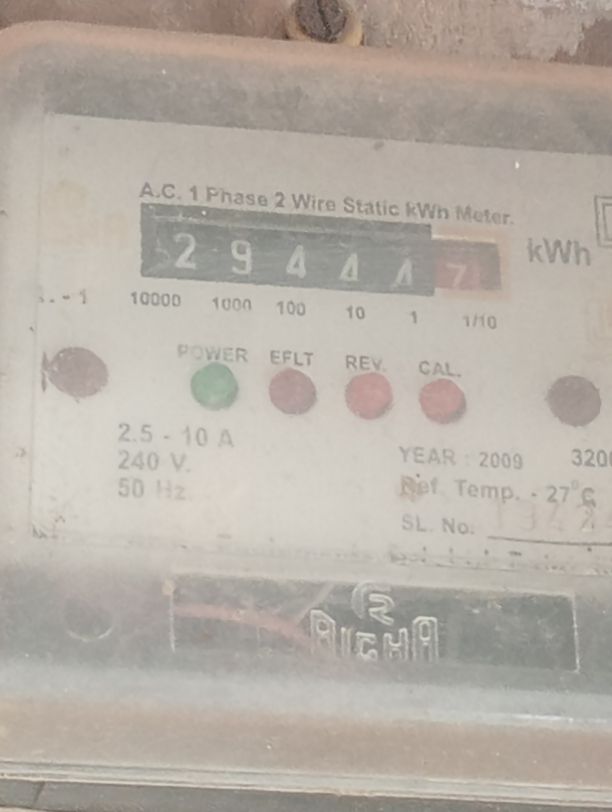 A.C. 1 Phase 2 Wire Static kWh Meter.
2 9 4 4 4 7 kWh
10000 1000 100 10 1 1/10
POWER EFLT REV. CAL.
2.5 - 10 A
240 V.
50 Hz
YEAR : 2009 320
Ref. Temp. - 27°C
SL. No.